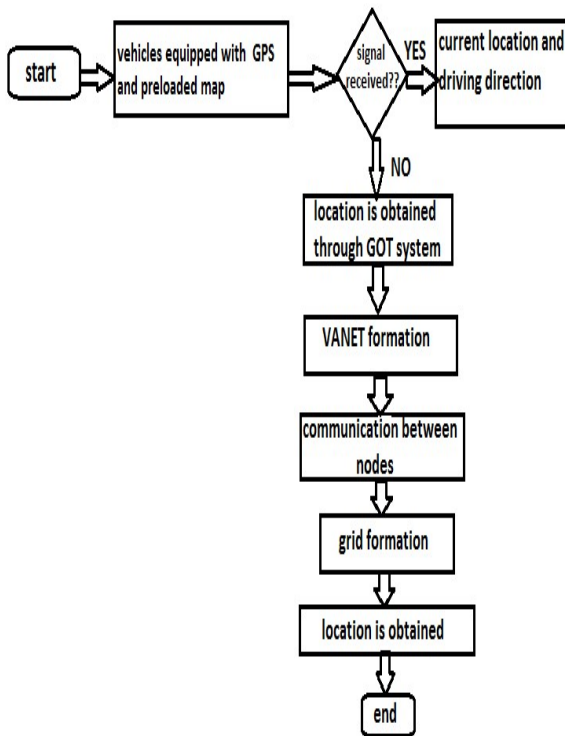 start
vehicles equipped with GPS
and preloaded map
signal
received??
YES
current location and
driving direction
NO
location is obtained
through GOT system
VANET formation
communication between
nodes
grid formation
location is obtained
end